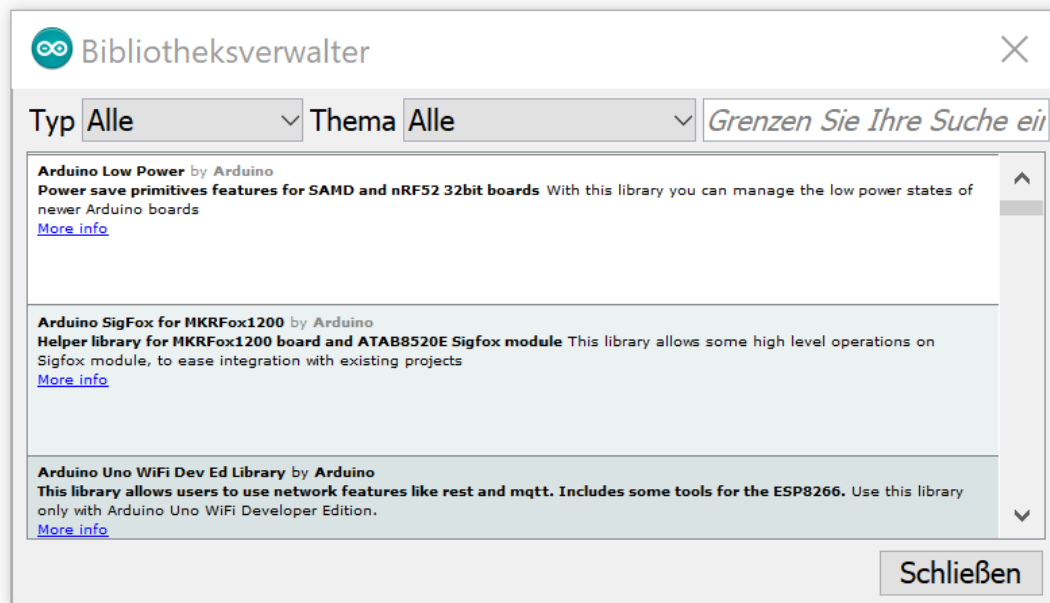 Bibliotheksverwalter
Typ Alle Thema Alle Grenzen Sie Ihre Suche ein
Arduino Low Power by Arduino
Power save primitives features for SAMD and nRF52 32bit boards With this library you can manage the low power states of
newer Arduino boards
More info
Arduino SigFox for MKRFox1200 by Arduino
Helper library for MKRFox1200 board and ATAB8520E Sigfox module This library allows some high level operations on
Sigfox module, to ease integration with existing projects
More info
Arduino Uno WiFi Dev Ed Library by Arduino
This library allows users to use network features like rest and mqtt. Includes some tools for the ESP8266. Use this library
only with Arduino Uno WiFi Developer Edition.
More info
Schließen